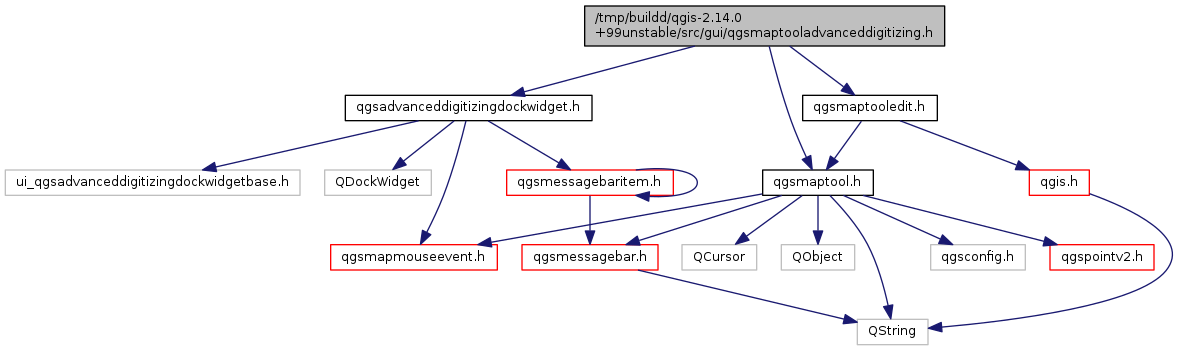 /tmp/buildd/qgis-2.14.0
+99unstable/src/gui/qgsmaptooladvanceddigitizing.h
qgsadvanceddigitizingdockwidget.h
qgsmaptooledit.h
ui_qgsadvanceddigitizingdockwidgetbase.h
QDockWidget
qgsmessagebaritem.h
qgsmaptool.h
qgis.h
qgsmapmouseevent.h
qgsmessagebar.h
QCursor
QObject
qgsconfig.h
qgspointv2.h
QString